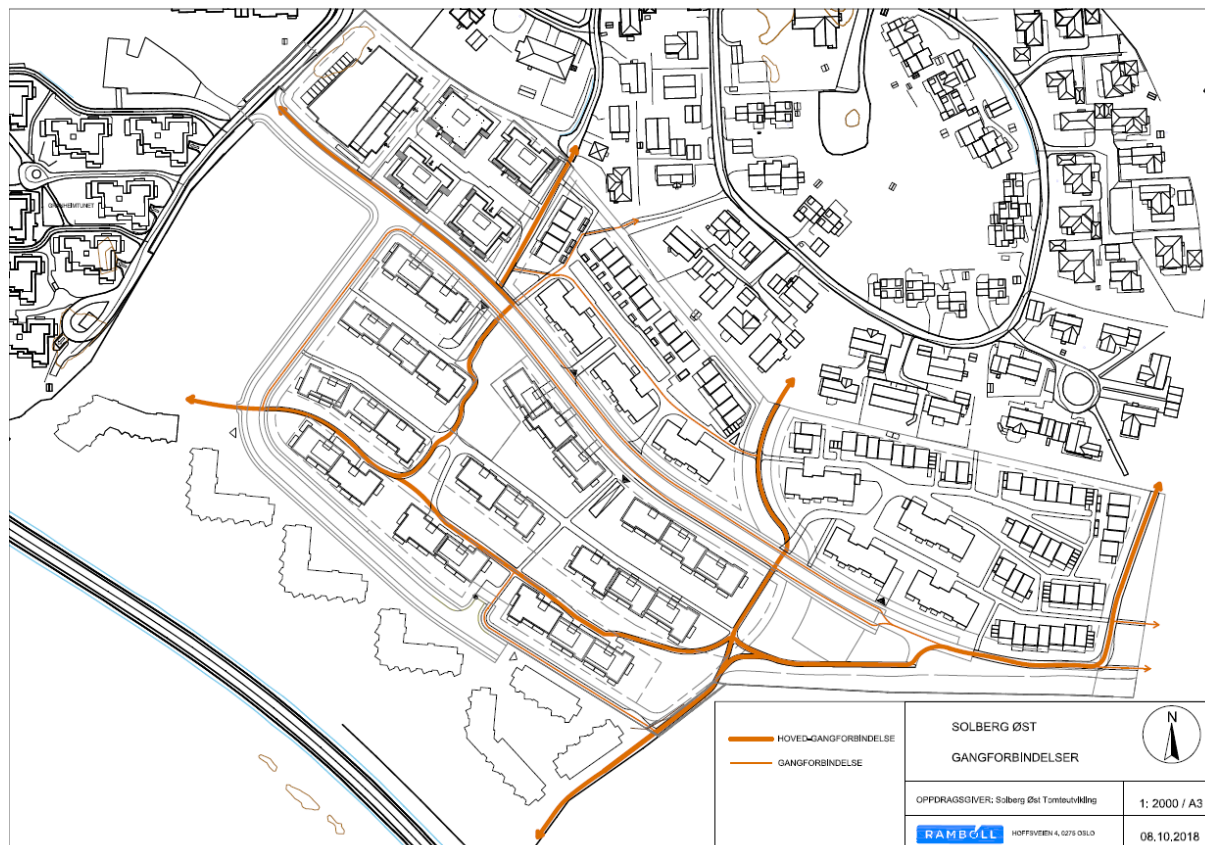 GRANHEIMTUNET
HOVED-GANGFORBINDELSE
GANGFORBINDELSE
SOLBERG ØST
GANGFORBINDELSER
N
OPPDRAGSGIVER: Solberg Øst Tomteutvikling
1: 2000 / A3
RAMBOLL
HOFFSVEIEN 4, 0275 OSLO
08.10.2018